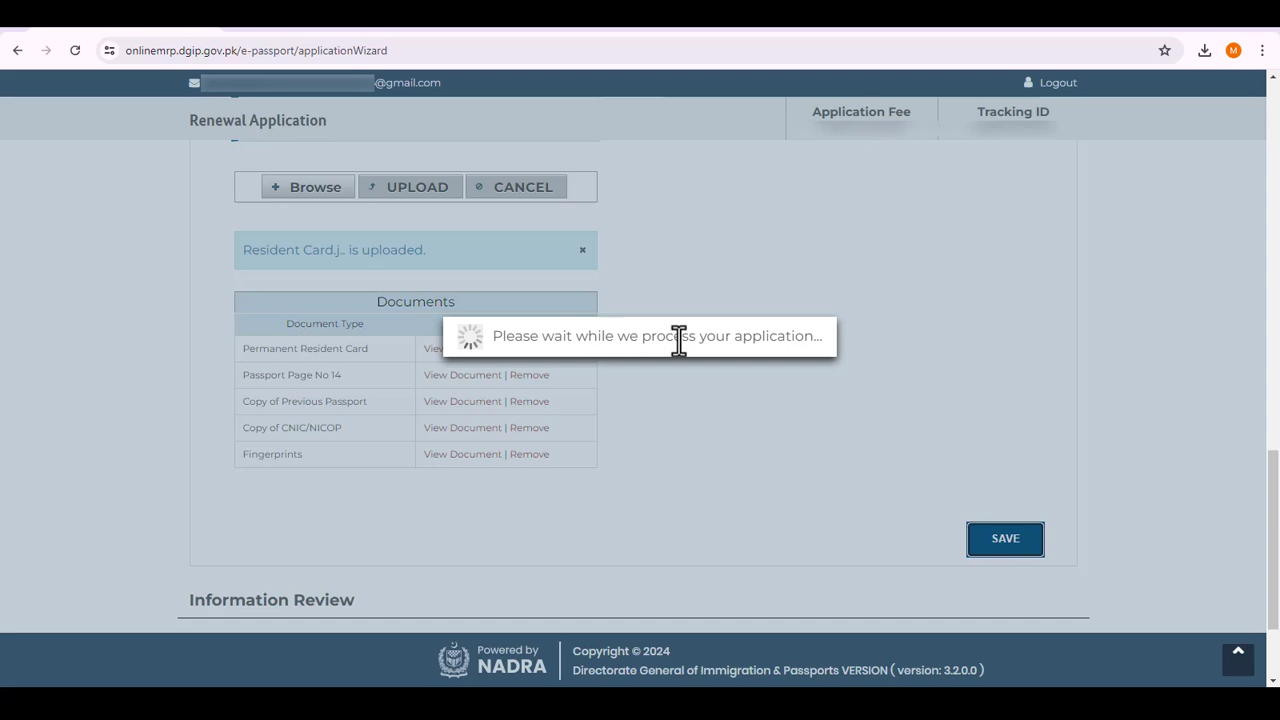 onlinemrp.dgip.gov.pk/e-passport/applicationWizard
M
@gmail.com
Logout
Renewal Application
Application Fee
Tracking ID
+ Browse
UPLOAD
CANCEL
Resident Card.j.. is uploaded.
×
Documents
Document Type
Please wait while we process your application...
Permanent Resident Card
Passport Page No 14 View Document | Remove
Copy of Previous Passport View Document | Remove
Copy of CNIC/NICOP View Document | Remove
Fingerprints View Document | Remove
SAVE
Information Review
Powered by
NADRA
Copyright © 2024
Directorate General of Immigration & Passports VERSION ( version: 3.2.0.0 )